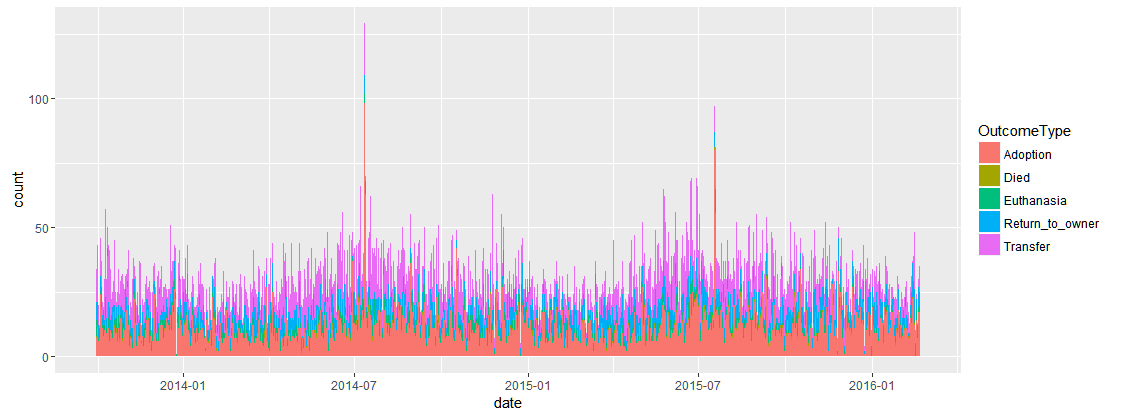 count
100
50
0
2014-01
2014-07
2015-01
2015-07
2016-01
date
OutcomeType
Adoption
Died
Euthanasia
Return_to_owner
Transfer